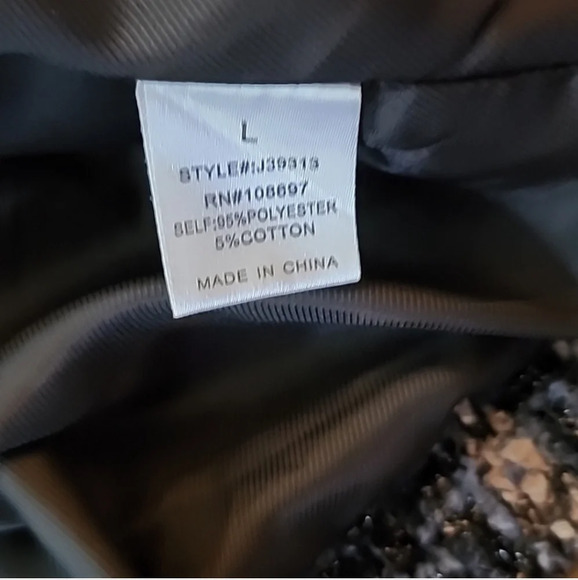 L
STYLE#:J39313
RN#108697
SELF:95%POLYESTER
5%COTTON
MADE IN CHINA